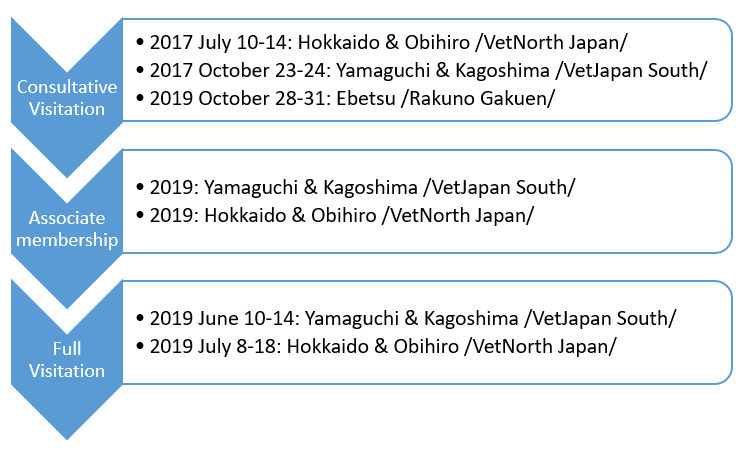 Consultative
Visitation
• 2017 July 10-14: Hokkaido & Obihiro /VetNorth Japan/
• 2017 October 23-24: Yamaguchi & Kagoshima /VetJapan South/
• 2019 October 28-31: Ebetsu /Rakuno Gakuen/
Associate
membership
• 2019: Yamaguchi & Kagoshima /VetJapan South/
• 2019: Hokkaido & Obihiro /VetNorth Japan/
Full
Visitation
• 2019 June 10-14: Yamaguchi & Kagoshima /VetJapan South/
• 2019 July 8-18: Hokkaido & Obihiro /VetNorth Japan/